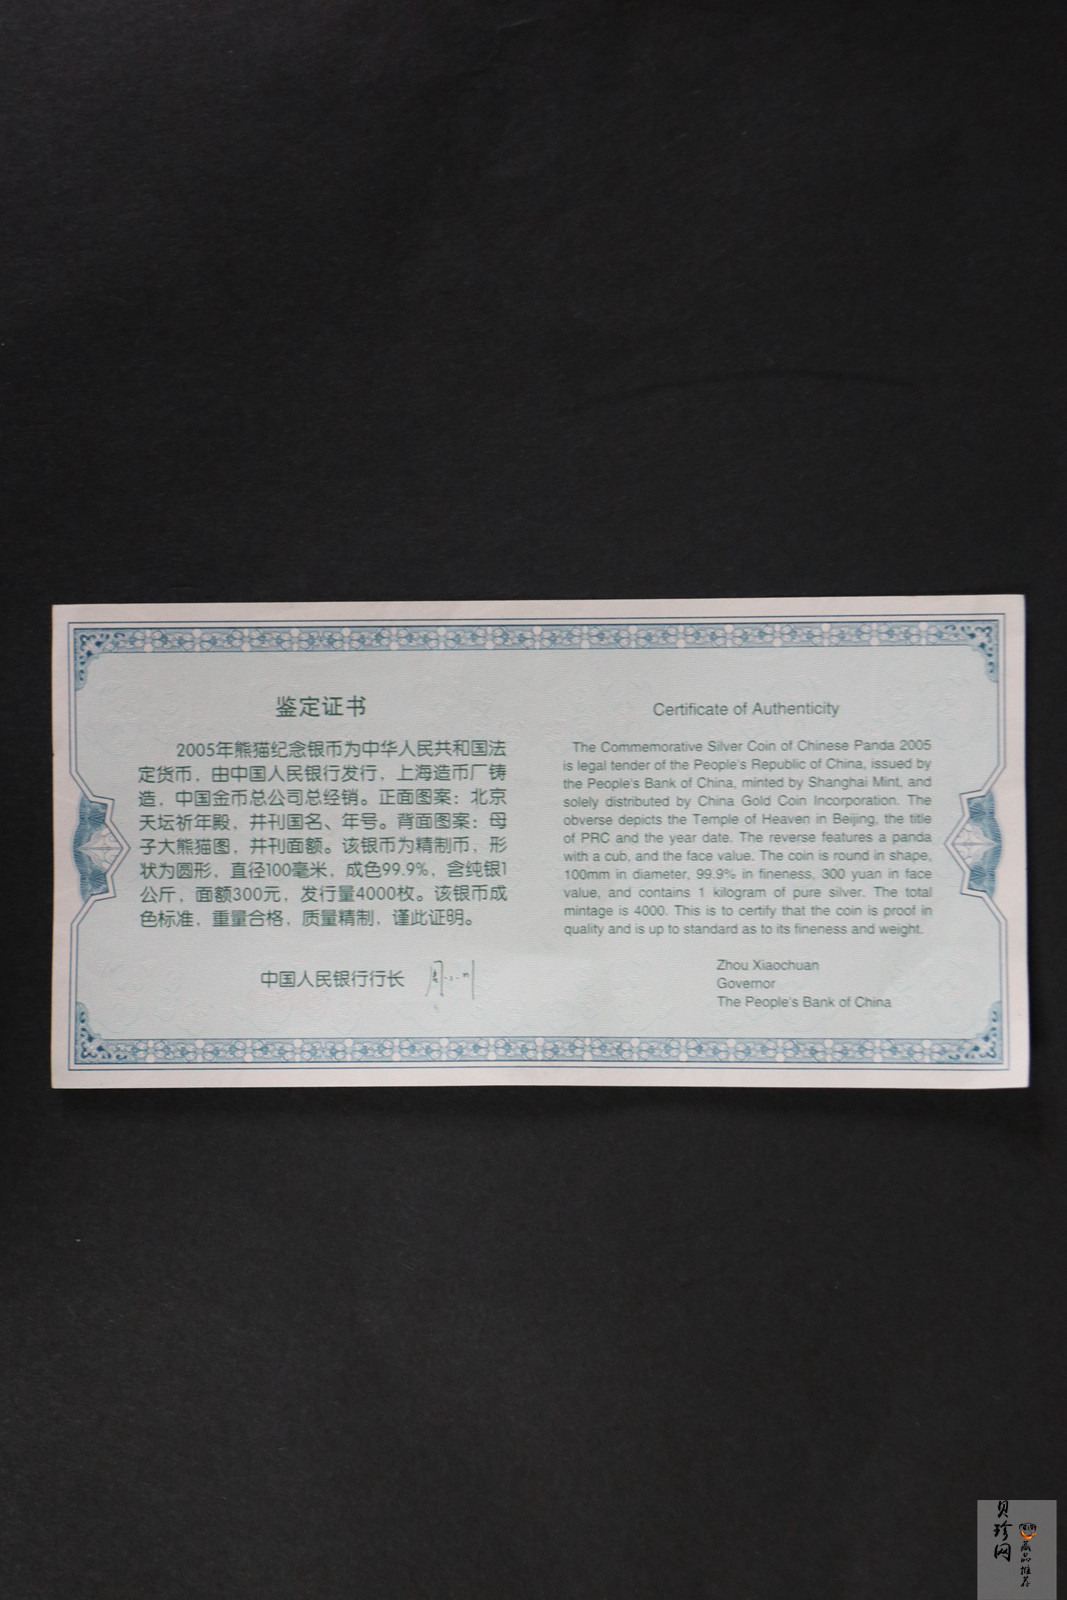 鉴定证书
2005年熊猫纪念银币为中华人民共和国法
定货币，由中国人民银行发行，上海造币厂铸
造，中国金币总公司总经销。正面图案：北京
天坛祈年殿，并刊国名、年号。背面图案：母
子大熊猫图，并刊面额。该银币为精制币，形
状为圆形，直径100毫米，成色99.9%，含纯银1
公斤，面额300元，发行量4000枚。该银币成
色标准，重量合格，质量精制，谨此证明。
中国人民银行行长
Certificate of Authenticity
The Commemorative Silver Coin of Chinese Panda 2005
is legal tender of the People's Republic of China, issued by
the People's Bank of China, minted by Shanghai Mint, and
solely distributed by China Gold Coin Incorporation. The
obverse depicts the Temple of Heaven in Beijing, the title
of PRC and the year date. The reverse features a panda
with a cub, and the face value. The coin is round in shape,
100mm in diameter, 99.9% in fineness, 300 yuan in face
value, and contains 1 kilogram of pure silver. The total
mintage is 4000. This is to certify that the coin is proof in
quality and is up to standard as to its fineness and weight.
Zhou Xiaochuan
Governor
The People's Bank of China
贝珍网
藏品推荐